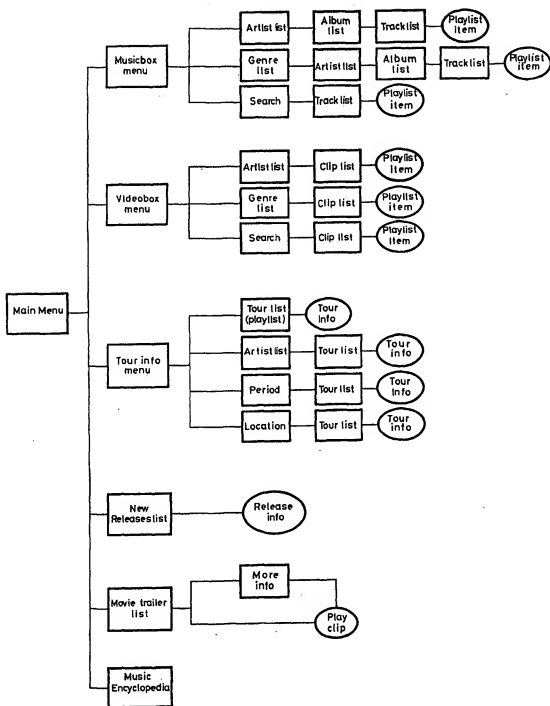 Main Menu
Musicbox
menu
Artist list
Album
list
Track list
Playlist
item
Genre
list
Artist list
Album
list
Track list
Playlist
item
Search
Track list
Playlist
item
Videobox
menu
Artist list
Clip list
Playlist
item
Genre
list
Clip list
Playlist
item
Search
Clip list
Playlist
item
Tour info
menu
Tour list
(playlist)
Tour
info
Artist list
Tour list
Tour
info
Period
Tour list
Tour
info
Location
Tour list
Tour
info
New
Releases list
Release
info
Movie trailer
list
More
info
Play
clip
Music
Encyclopedia